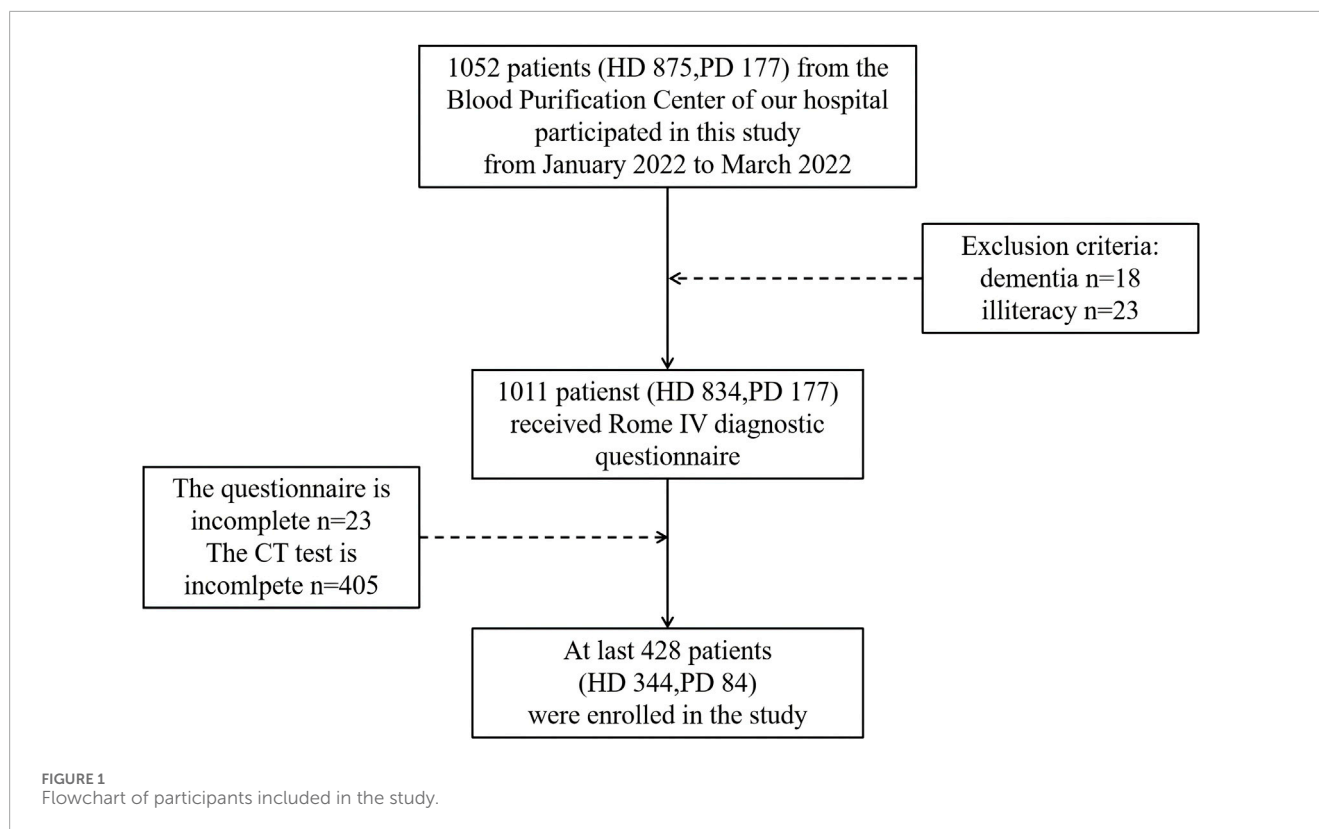 1052 patients (HD 875,PD 177) from the
Blood Purification Center of our hospital
participated in this study
from January 2022 to March 2022
Exclusion criteria:
dementia n=18
illiteracy n=23
1011 patienst (HD 834,PD 177)
received Rome IV diagnostic
questionnaire
The questionnaire is
incomplete n=23
The CT test is
incomlpete n=405
At last 428 patients
(HD 344,PD 84)
were enrolled in the study
FIGURE 1
Flowchart of participants included in the study.